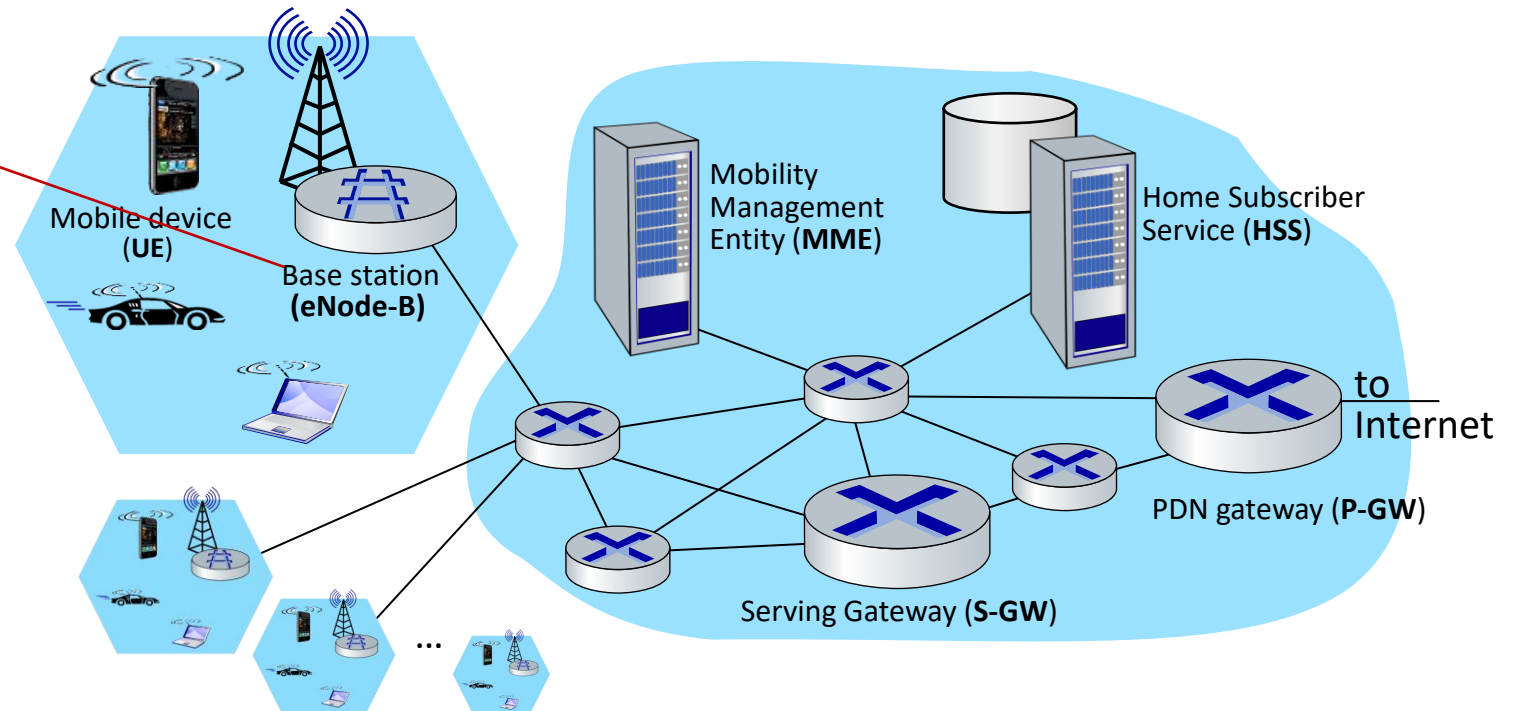 Mobile device
(UE)
Base station
(eNode-B)
Mobility
Management
Entity (MME)
Home Subscriber
Service (HSS)
to
Internet
PDN gateway (P-GW)
Serving Gateway (S-GW)
...